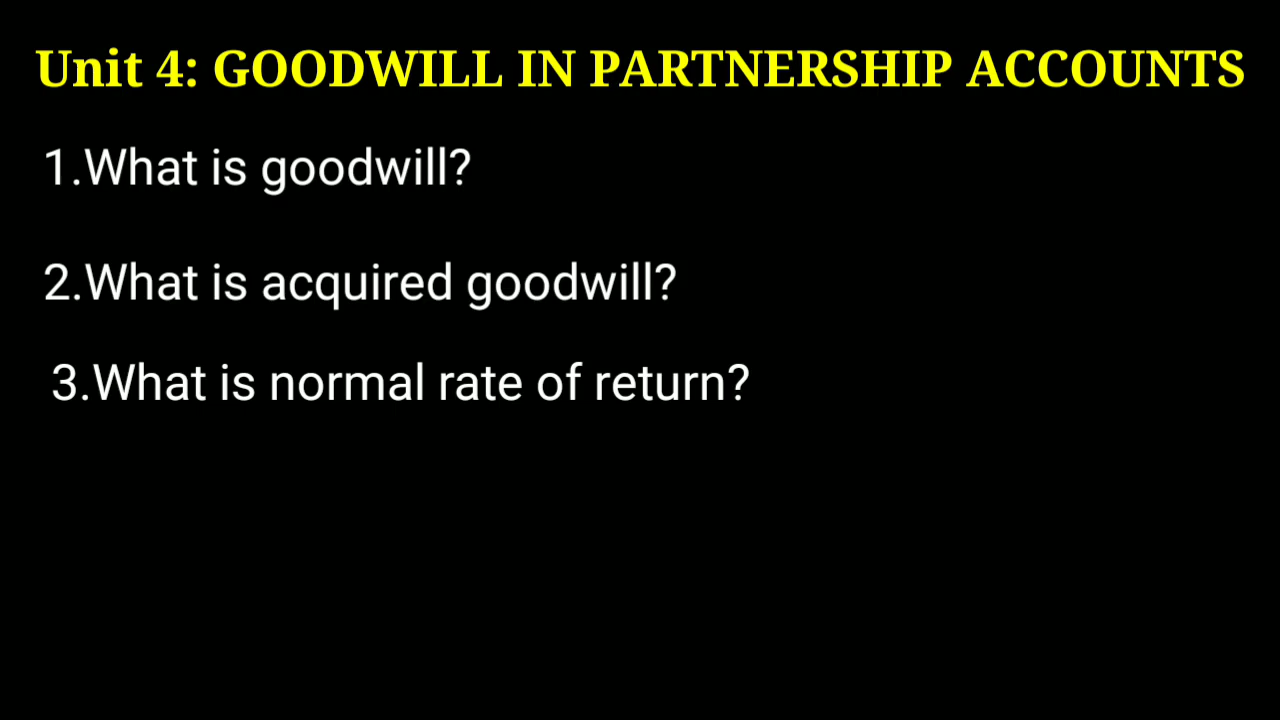 Unit 4: GOODWILL IN PARTNERSHIP ACCOUNTS
1.What is goodwill?
2.What is acquired goodwill?
3.What is normal rate of return?